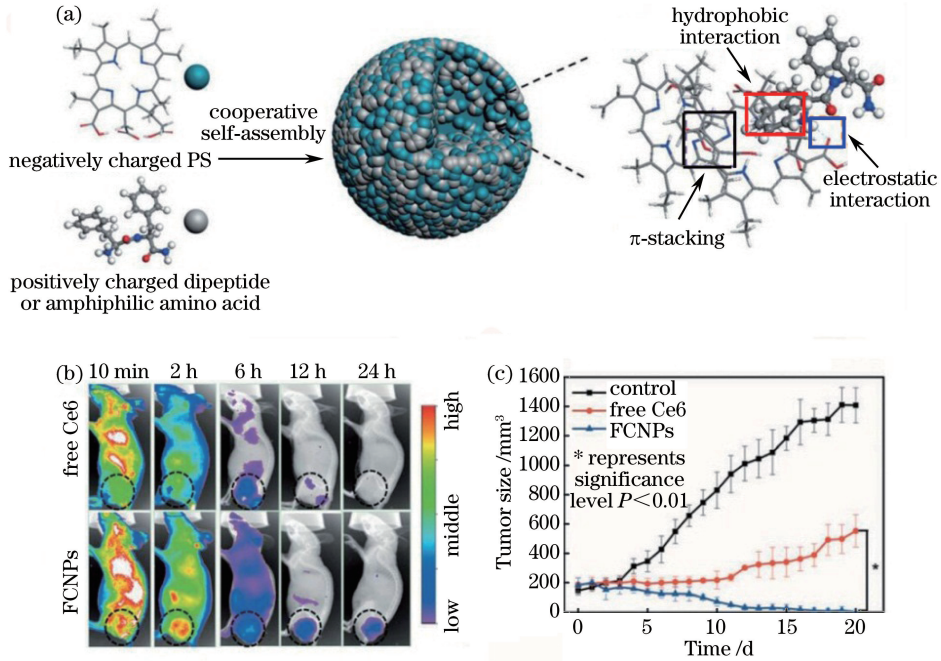 (a)
negatively charged PS
positively charged dipeptide
or amphiphilic amino acid
cooperative
self-assembly
hydrophobic
interaction
electrostatic
interaction
π-stacking
(b)
10 min 2 h 6 h 12 h 24 h
free Ce6
FCNPs
high
middle
low
(c)
Tumor size /mm³
1600
1400
1200
1000
800
600
400
200
0
control
free Ce6
FCNPs
* represents
significance
level P<0.01
*
0 5 10 15 20
Time /d